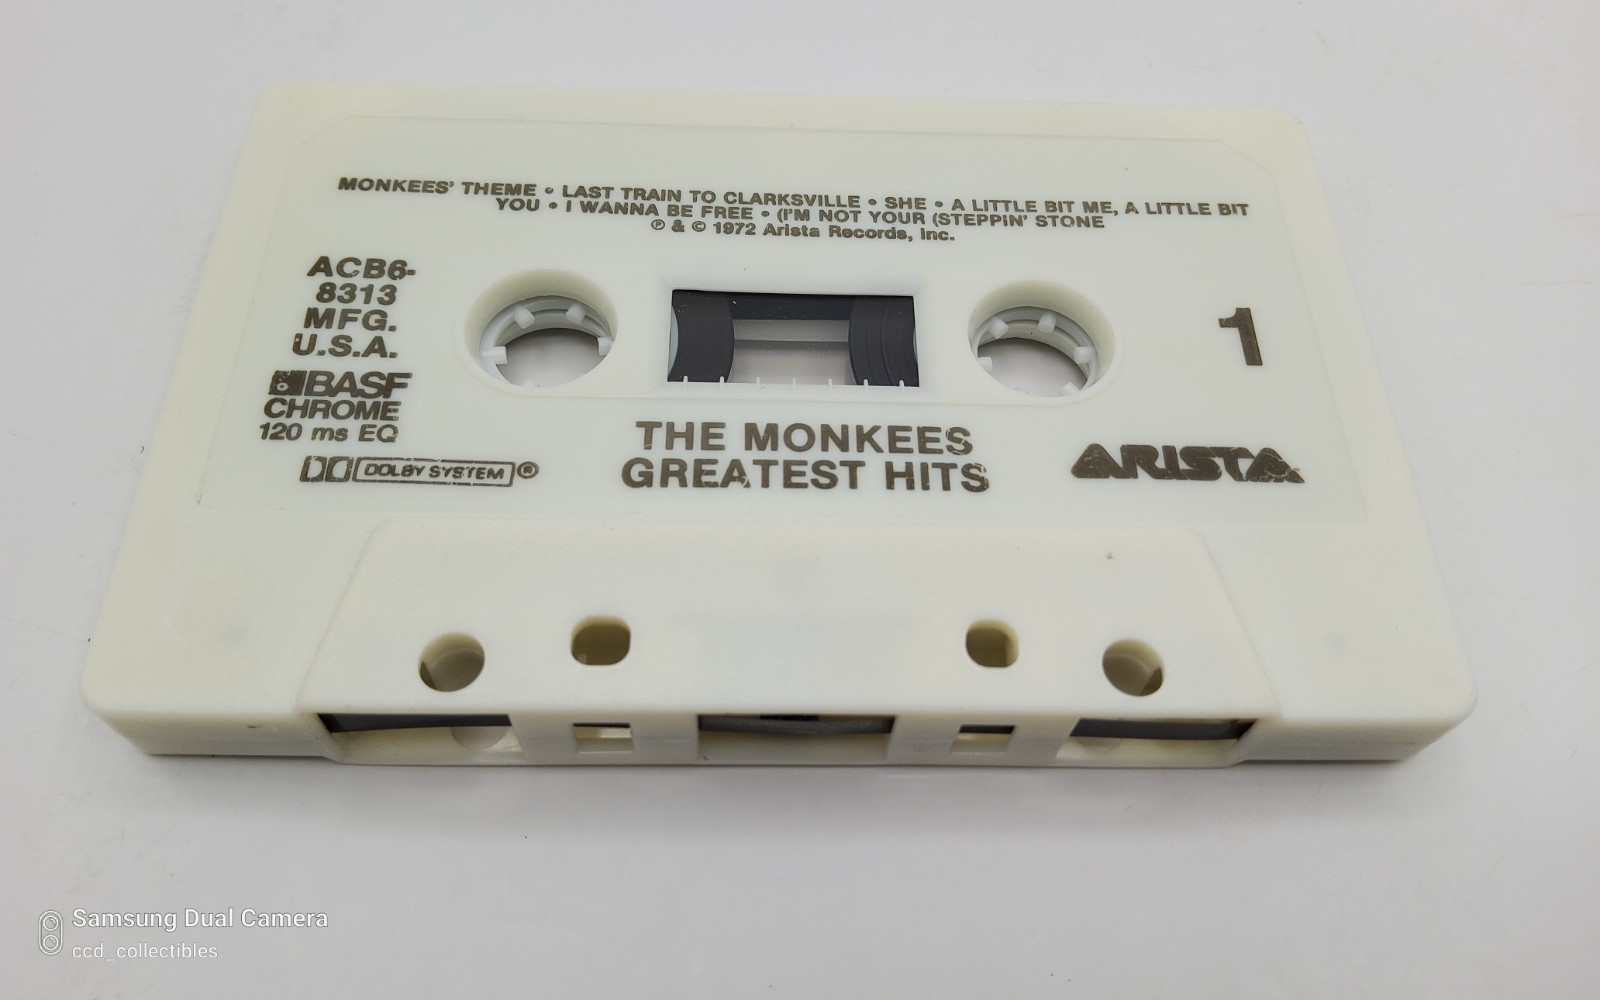 MONKEES' THEME • LAST TRAIN TO CLARKSVILLE • SHE • A LITTLE BIT ME, A LITTLE BIT
YOU • I WANNA BE FREE • (I'M NOT YOUR (STEPPIN' STONE
℗ & © 1972 Arista Records, Inc.
ACB6-
8313
MFG.
U.S.A.
BASF
CHROME
120 ms EQ
DOLBY SYSTEM®
1
THE MONKEES
GREATEST HITS
ARISTA
Samsung Dual Camera
ccd_collectibles